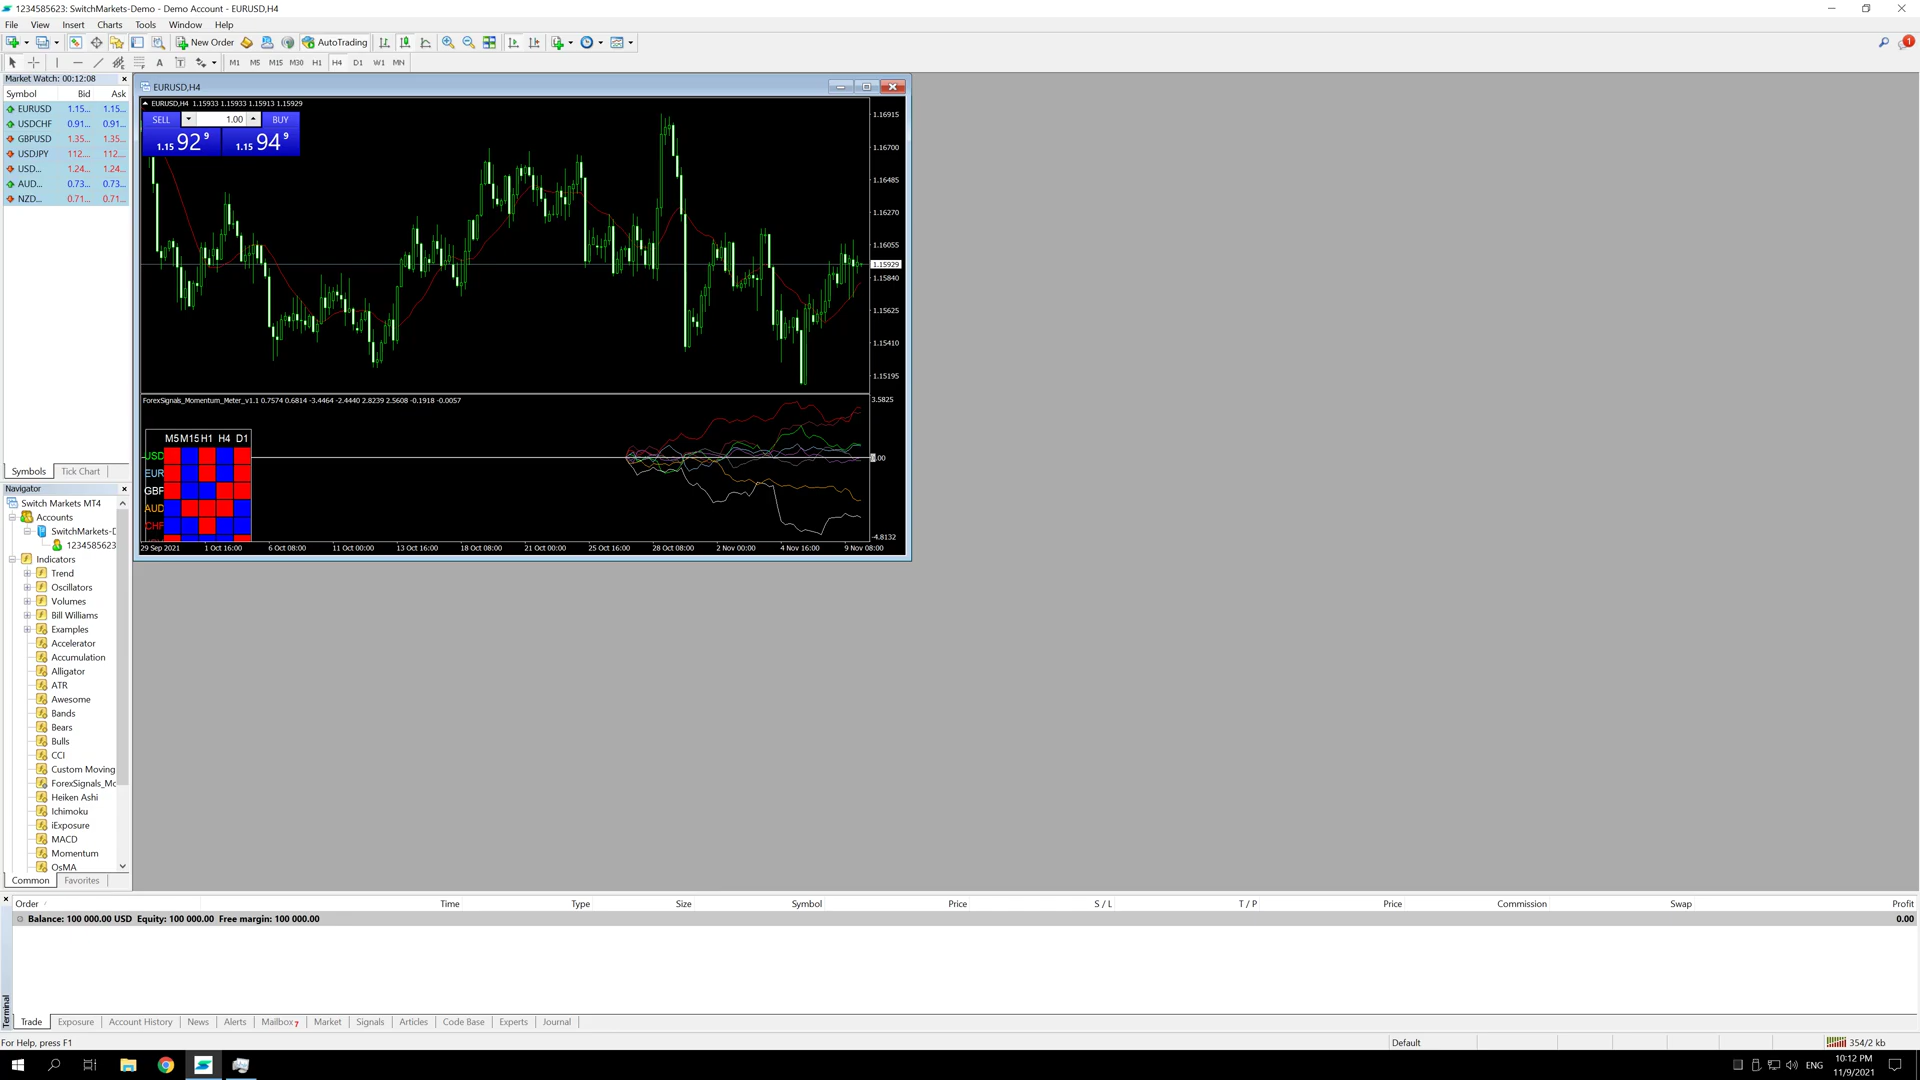 1234585623: SwitchMarkets-Demo - Demo Account - EURUSD,H4
File View Insert Charts Tools Window Help
New Order AutoTrading 1
A T M1 M5 M15 M30 H1 H4 D1 W1 MN
Market Watch: 00:12:08
Symbol Bid Ask
EURUSD 1.15... 1.15...
USDCHF 0.91... 0.91...
GBPUSD 1.35... 1.35...
USDJPY 112.... 112....
USD... 1.24... 1.24...
AUD... 0.73... 0.73...
NZD... 0.71... 0.71...
Symbols Tick Chart
Navigator
Switch Markets MT4
Accounts
SwitchMarkets-D
1234585623
Indicators
Trend
Oscillators
Volumes
Bill Williams
Examples
Accelerator
Accumulation
Alligator
ATR
Awesome
Bands
Bears
Bulls
CCI
Custom Moving
ForexSignals_Mo
Heiken Ashi
Ichimoku
iExposure
MACD
Momentum
OsMA
Common Favorites
EURUSD,H4
EURUSD,H4 1.15933 1.15933 1.15913 1.15929
SELL 1.00 BUY
1.15 92 9 1.15 94 9
1.16915
1.16700
1.16485
1.16270
1.16055
1.15929
1.15840
1.15625
1.15410
1.15195
ForexSignals_Momentum_Meter_v1.1 0.7574 0.6814 -3.4464 -2.4440 2.8239 2.5608 -0.1918 -0.0057
3.5825
0.00
-4.8132
M5 M15 H1 H4 D1
USD
EUR
GBP
AUD
CHF
29 Sep 2021 1 Oct 16:00 6 Oct 08:00 11 Oct 00:00 13 Oct 16:00 18 Oct 08:00 21 Oct 00:00 25 Oct 16:00 28 Oct 08:00 2 Nov 00:00 4 Nov 16:00 9 Nov 08:00
Order Time Type Size Symbol Price S / L T / P Price Commission Swap Profit
Balance: 100 000.00 USD Equity: 100 000.00 Free margin: 100 000.00 0.00
Terminal
Trade Exposure Account History News Alerts Mailbox 7 Market Signals Articles Code Base Experts Journal
For Help, press F1 Default 354/2 kb
ENG 10:12 PM
11/9/2021